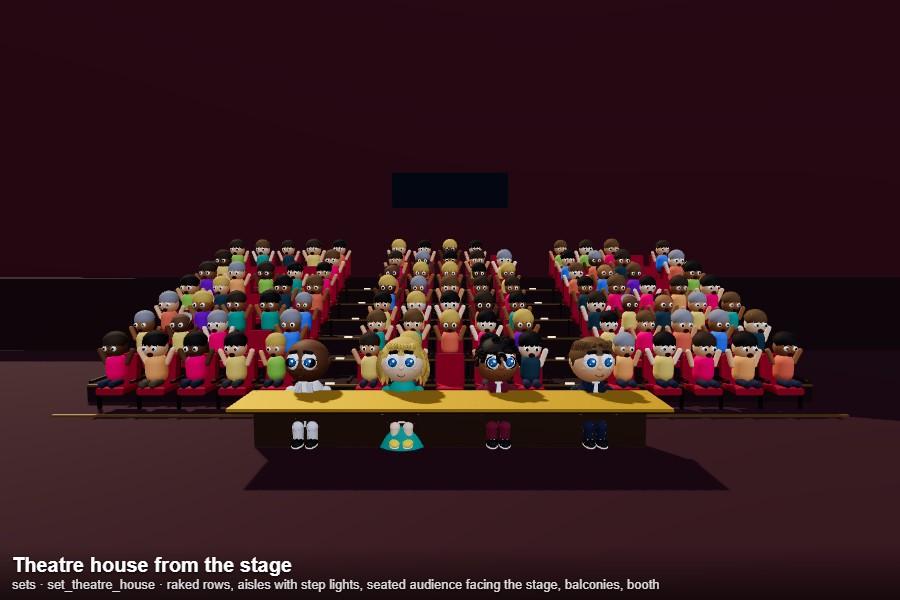 Theatre house from the stage
sets · set_theatre_house · raked rows, aisles with step lights, seated audience facing the stage, balconies, booth